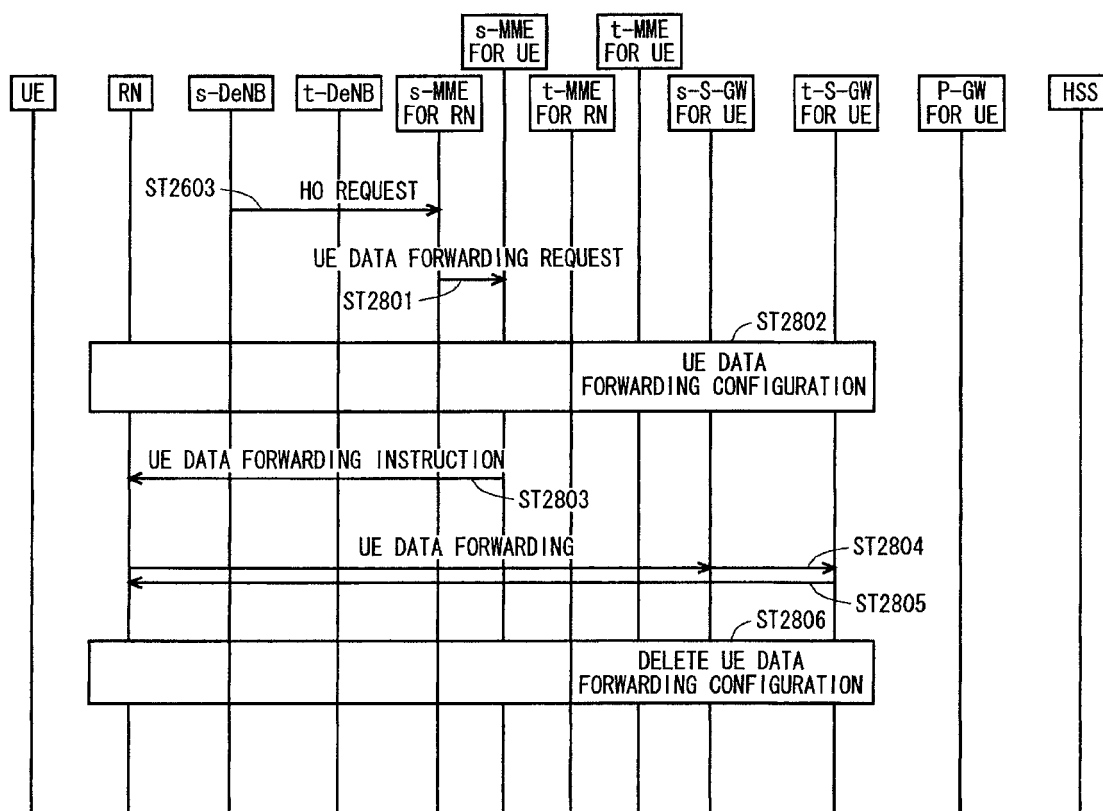 s-MME
FOR UE
t-MME
FOR UE
UE
RN
s-DeNB
t-DeNB
s-MME
FOR RN
t-MME
FOR RN
s-S-GW
FOR UE
t-S-GW
FOR UE
P-GW
FOR UE
HSS
ST2603
HO REQUEST
UE DATA FORWARDING REQUEST
ST2801
ST2802
UE DATA
FORWARDING CONFIGURATION
UE DATA FORWARDING INSTRUCTION
ST2803
UE DATA FORWARDING
ST2804
ST2805
ST2806
DELETE UE DATA
FORWARDING CONFIGURATION